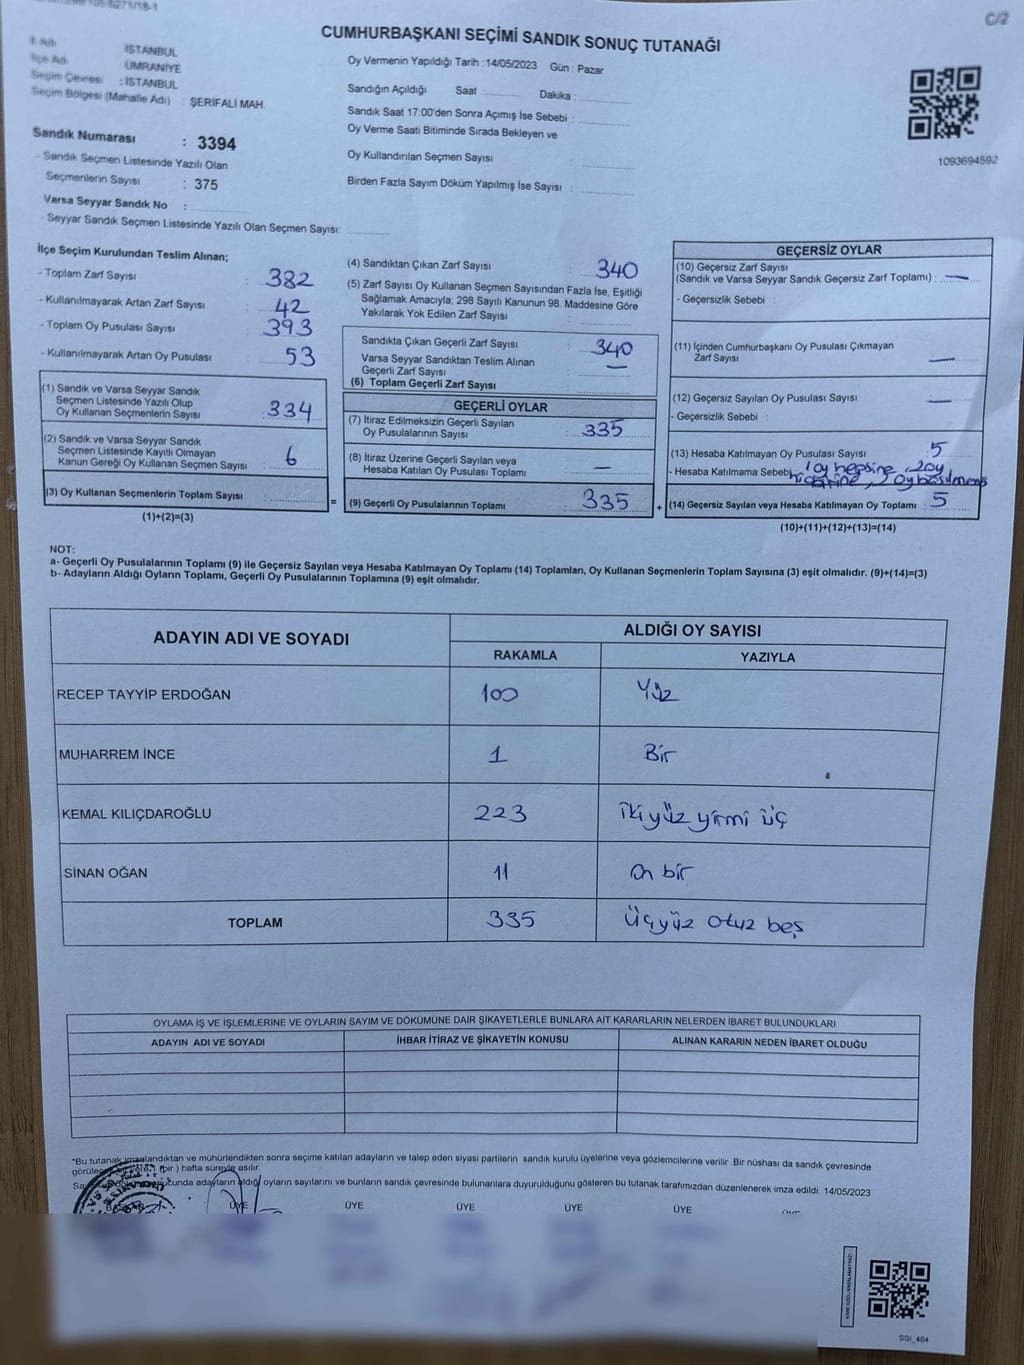 C/2
CUMHURBAŞKANI SEÇİMİ SANDIK SONUÇ TUTANAĞI
İl Adı İSTANBUL
İlçe Adı ÜMRANİYE
Seçim Çevresi : İSTANBUL
Seçim Bölgesi (Mahalle Adı) : ŞERİFALİ MAH.
Sandık Numarası : 3394
- Sandık Seçmen Listesinde Yazılı Olan
Seçmenlerin Sayısı : 375
Varsa Seyyar Sandık No :
- Seyyar Sandık Seçmen Listesinde Yazılı Olan Seçmen Sayısı:
Oy Vermenin Yapıldığı Tarih :14/05/2023 Gün : Pazar
Sandığın Açıldığı Saat : Dakika :
Sandık Saat 17:00'den Sonra Açımış İse Sebebi :
Oy Verme Saati Bitiminde Sırada Bekleyen ve
Oy Kullandırılan Seçmen Sayısı :
Birden Fazla Sayım Döküm Yapılmış İse Sayısı :
1093694592
İlçe Seçim Kurulundan Teslim Alınan;
- Toplam Zarf Sayısı : 382
- Kullanılmayarak Artan Zarf Sayısı : 42
- Toplam Oy Pusulası Sayısı : 393
- Kullanılmayarak Artan Oy Pusulası : 53
(1) Sandık ve Varsa Seyyar Sandık
Seçmen Listesinde Yazılı Olup
Oy Kullanan Seçmenlerin Sayısı : 334
(2) Sandık ve Varsa Seyyar Sandık
Seçmen Listesinde Kayıtlı Olmayan
Kanun Gereği Oy Kullanan Seçmen Sayısı : 6
(3) Oy Kullanan Seçmenlerin Toplam Sayısı :
(1)+(2)=(3)
=
(4) Sandıktan Çıkan Zarf Sayısı : 340
(5) Zarf Sayısı Oy Kullanan Seçmen Sayısından Fazla İse, Eşitliği
Sağlamak Amacıyla; 298 Sayılı Kanunun 98. Maddesine Göre
Yakılarak Yok Edilen Zarf Sayısı :
Sandıkta Çıkan Geçerli Zarf Sayısı : 340
Varsa Seyyar Sandıktan Teslim Alınan
Geçerli Zarf Sayısı : —
(6) Toplam Geçerli Zarf Sayısı :
GEÇERLİ OYLAR
(7) İtiraz Edilmeksizin Geçerli Sayılan
Oy Pusulalarının Sayısı : 335
(8) İtiraz Üzerine Geçerli Sayılan veya
Hesaba Katılan Oy Pusulası Toplamı : —
(9) Geçerli Oy Pusulalarının Toplamı : 335
+
GEÇERSİZ OYLAR
(10) Geçersiz Zarf Sayısı
(Sandık ve Varsa Seyyar Sandık Geçersiz Zarf Toplamı) : —
- Geçersizlik Sebebi :
(11) İçinden Cumhurbaşkanı Oy Pusulası Çıkmayan
Zarf Sayısı : —
(12) Geçersiz Sayılan Oy Pusulası Sayısı : —
- Geçersizlik Sebebi :
(13) Hesaba Katılmayan Oy Sayısı : 5
- Hesaba Katılmama Sebebi 1 oy hepsine, 2 oy
(14) Geçersiz Sayılan veya Hesaba Katılmayan Oy Toplamı : 5
(10)+(11)+(12)+(13)=(14)
NOT:
a- Geçerli Oy Pusulalarının Toplamı (9) ile Geçersiz Sayılan veya Hesaba Katılmayan Oy Toplamı (14) Toplamları, Oy Kullanan Seçmenlerin Toplam Sayısına (3) eşit olmalıdır. (9)+(14)=(3)
b- Adayların Aldığı Oyların Toplamı, Geçerli Oy Pusulalarının Toplamına (9) eşit olmalıdır.
ADAYIN ADI VE SOYADI ALDIĞI OY SAYISI
RAKAMLA YAZIYLA
RECEP TAYYİP ERDOĞAN 100 Yüz
MUHARREM İNCE 1 Bir
KEMAL KILIÇDAROĞLU 223 İkiyüz yirmi üç
SİNAN OĞAN 11 On bir
TOPLAM 335 Üçyüz otuz beş
OYLAMA İŞ VE İŞLEMLERİNE VE OYLARIN SAYIM VE DÖKÜMÜNE DAİR ŞİKAYETLERLE BUNLARA AİT KARARLARIN NELERDEN İBARET BULUNDUKLARI
ADAYIN ADI VE SOYADI İHBAR İTİRAZ VE ŞİKAYETİN KONUSU ALINAN KARARIN NEDEN İBARET OLDUĞU
*Bu tutanak imzalandıktan ve mühürlendikten sonra seçime katılan adayların ve talep eden siyasi partilerin sandık kurulu üyelerine veya gözlemcilerine verilir .Bir nüshası da sandık çevresinde
(bir ) hafta süreyle asılır.
adayların aldığı oyların sayılarını ve bunların sandık çevresinde bulunanlara duyurulduğunu gösteren bu tutanak tarafımızdan düzenlenerek imza edildi. 14/05/2023
BAŞKAN ÜYE ÜYE ÜYE ÜYE ÜYE
SSI_404